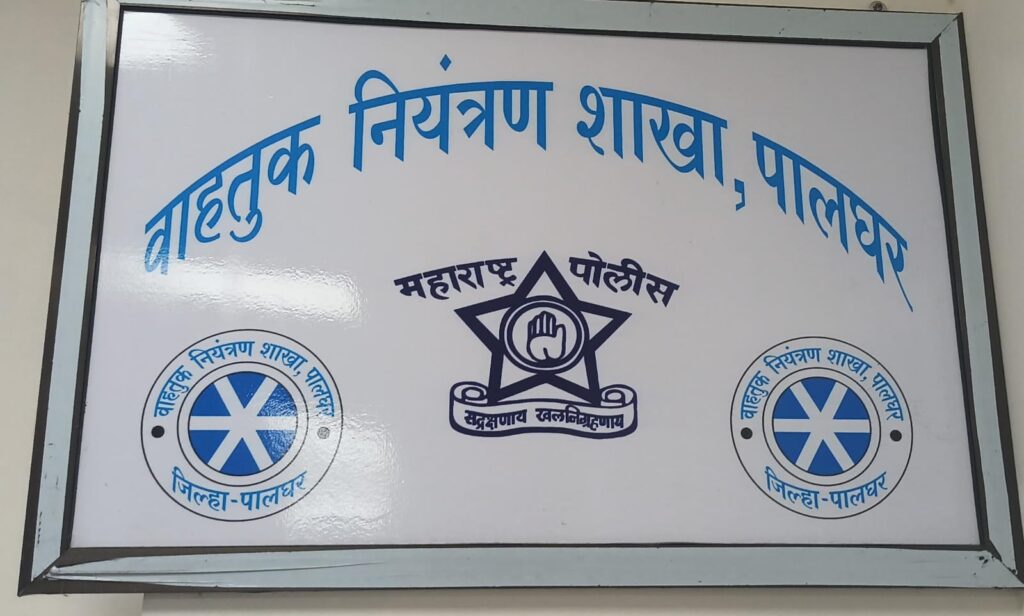 वाहतुक नियंत्रण शाखा, पालघर
महाराष्ट्र पोलीस
सद्रक्षणाय खलनिग्रहणाय
वाहतुक नियंत्रण शाखा, पालघर
जिल्हा-पालघर
वाहतुक नियंत्रण शाखा, पालघर
जिल्हा-पालघर